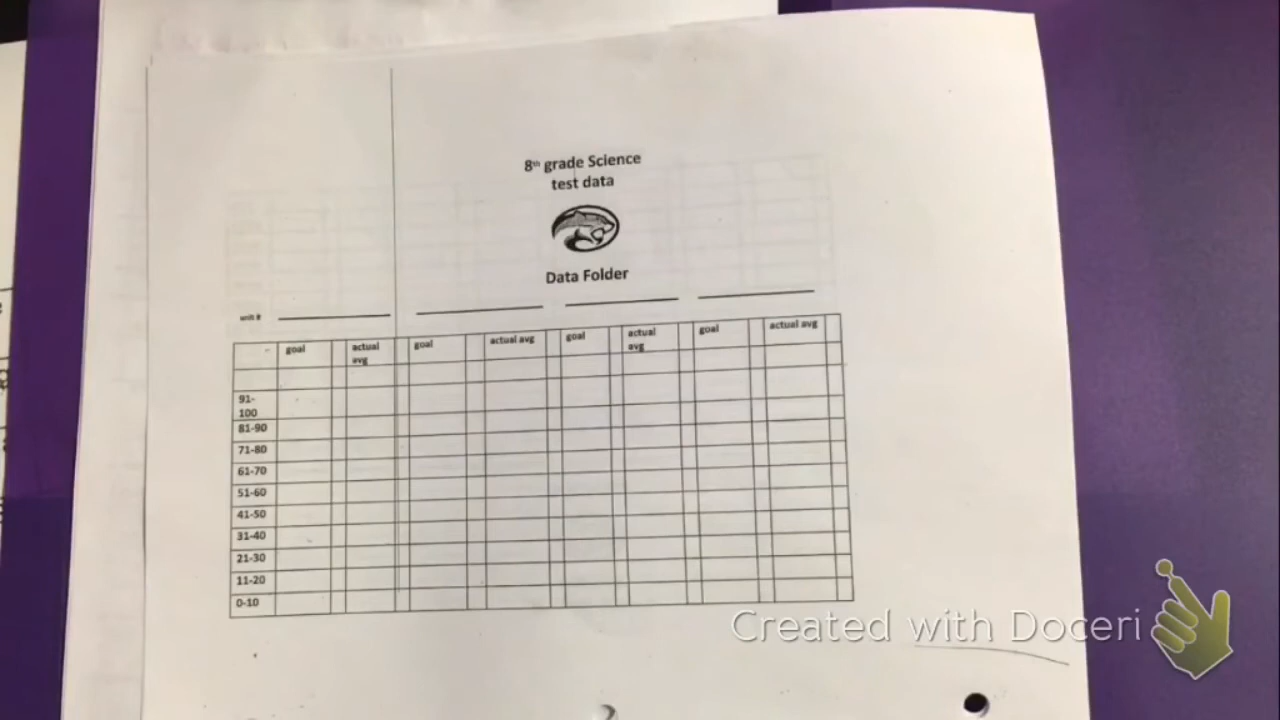 8th grade Science
test data
Data Folder
unit #
goal actual avg goal actual avg goal actual avg goal actual avg
91-100
81-90
71-80
61-70
51-60
41-50
31-40
21-30
11-20
0-10
Created with Doceri